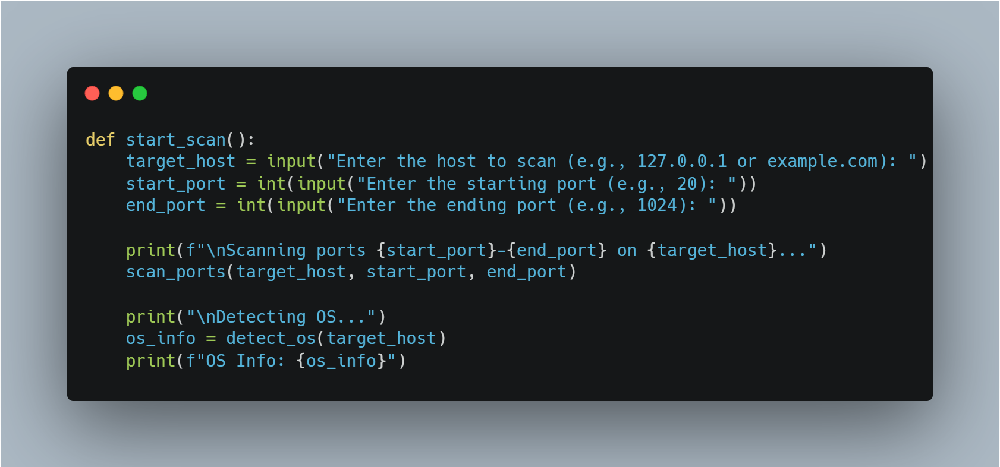 def start_scan():
    target_host = input("Enter the host to scan (e.g., 127.0.0.1 or example.com): ")
    start_port = int(input("Enter the starting port (e.g., 20): "))
    end_port = int(input("Enter the ending port (e.g., 1024): "))

    print(f"\nScanning ports {start_port}-{end_port} on {target_host}...")
    scan_ports(target_host, start_port, end_port)

    print("\nDetecting OS...")
    os_info = detect_os(target_host)
    print(f"OS Info: {os_info}")